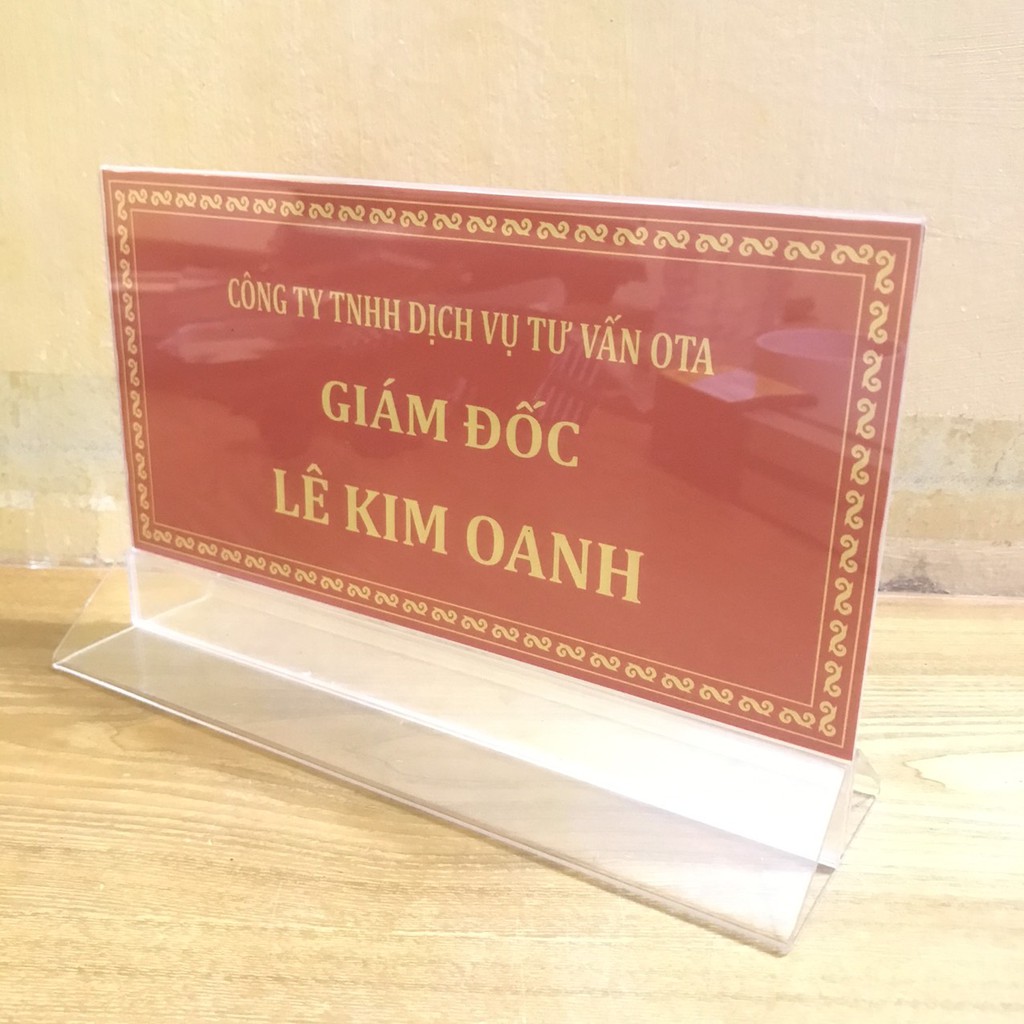 CÔNG TY TNHH DỊCH VỤ TƯ VẤN OTA
GIÁM ĐỐC
LÊ KIM OANH